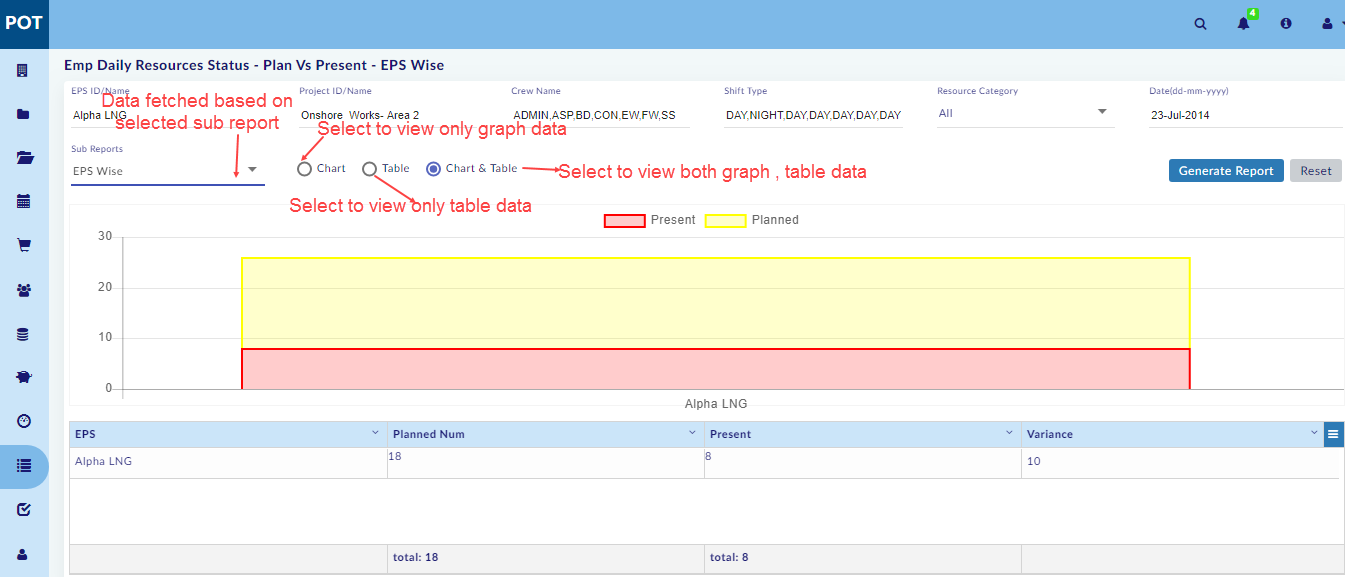 POT
4
Emp Daily Resources Status - Plan Vs Present - EPS Wise
EPS ID/Name
Project ID/Name
Crew Name
Shift Type
Resource Category
Date(dd-mm-yyyy)
Alpha LNG
Onshore Works- Area 2
ADMIN,ASP,BD,CON,EW,FW,SS
DAY,NIGHT,DAY,DAY,DAY,DAY,DAY
All
23-Jul-2014
Data fetched based on
selected sub report
Select to view only graph data
Sub Reports
EPS Wise
Chart
Table
Chart & Table
Select to view both graph , table data
Generate Report
Reset
Select to view only table data
Present
Planned
30
20
10
0
Alpha LNG
EPS
Planned Num
Present
Variance
Alpha LNG
18
8
10
total: 18
total: 8